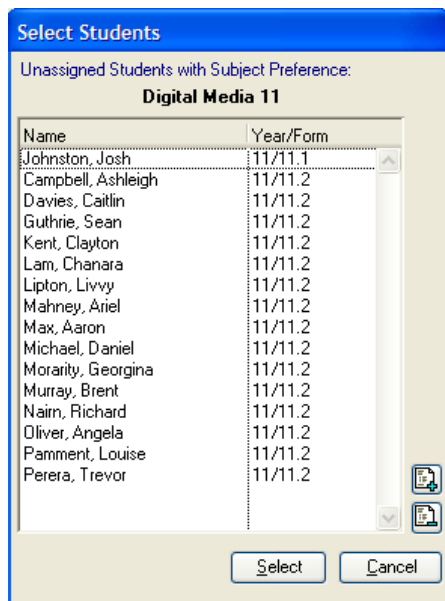 Select Students
Unassigned Students with Subject Preference:
Digital Media 11
Name Year/Form
Johnston, Josh 11/11.1
Campbell, Ashleigh 11/11.2
Davies, Caitlin 11/11.2
Guthrie, Sean 11/11.2
Kent, Clayton 11/11.2
Lam, Chanara 11/11.2
Lipton, Livvy 11/11.2
Mahney, Ariel 11/11.2
Max, Aaron 11/11.2
Michael, Daniel 11/11.2
Morarity, Georgina 11/11.2
Murray, Brent 11/11.2
Nairn, Richard 11/11.2
Oliver, Angela 11/11.2
Pamment, Louise 11/11.2
Perera, Trevor 11/11.2
Select Cancel